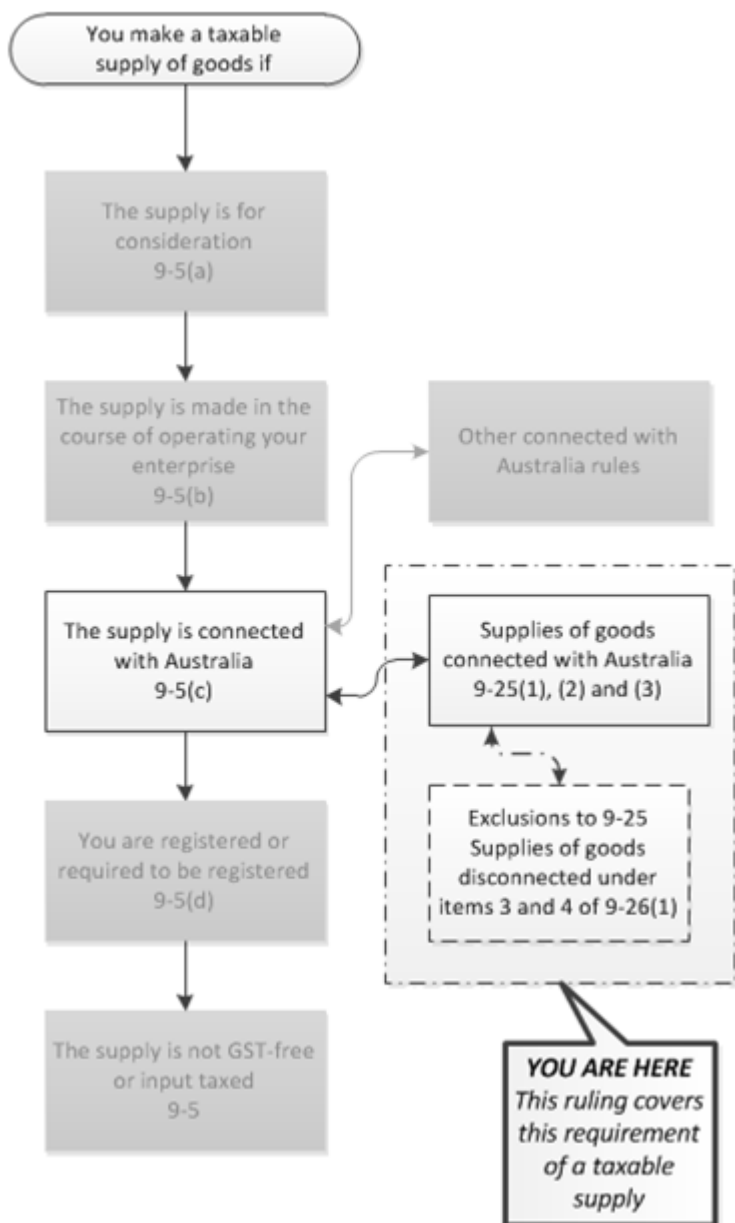 You make a taxable
supply of goods if
The supply is for
consideration
9-5(a)
The supply is made in the
course of operating your
enterprise
9-5(b)
Other connected with
Australia rules
The supply is connected
with Australia
9-5(c)
Supplies of goods
connected with Australia
9-25(1), (2) and (3)
Exclusions to 9-25
Supplies of goods
disconnected under
items 3 and 4 of 9-26(1)
You are registered or
required to be registered
9-5(d)
The supply is not GST-free
or input taxed
9-5
YOU ARE HERE
This ruling covers
this requirement
of a taxable
supply